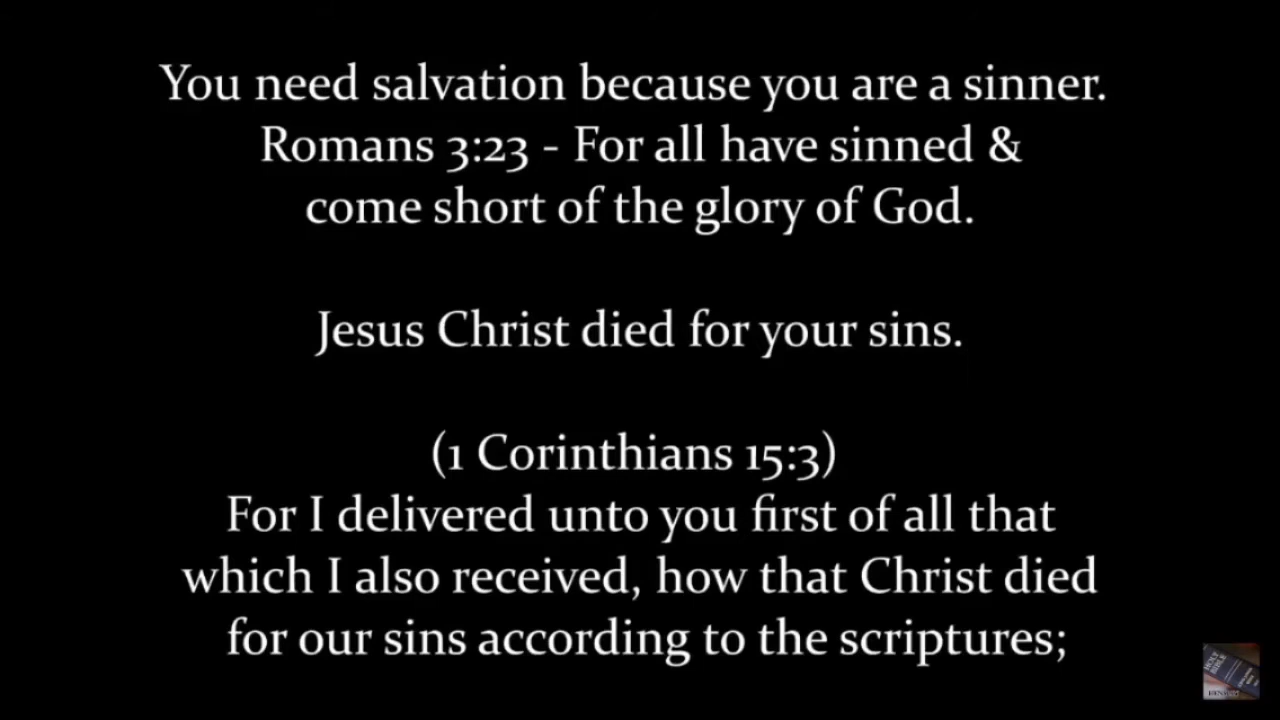 You need salvation because you are a sinner.
Romans 3:23 - For all have sinned &
come short of the glory of God.
Jesus Christ died for your sins.
(1 Corinthians 15:3)
For I delivered unto you first of all that
which I also received, how that Christ died
for our sins according to the scriptures;
HOLY
BIBLE